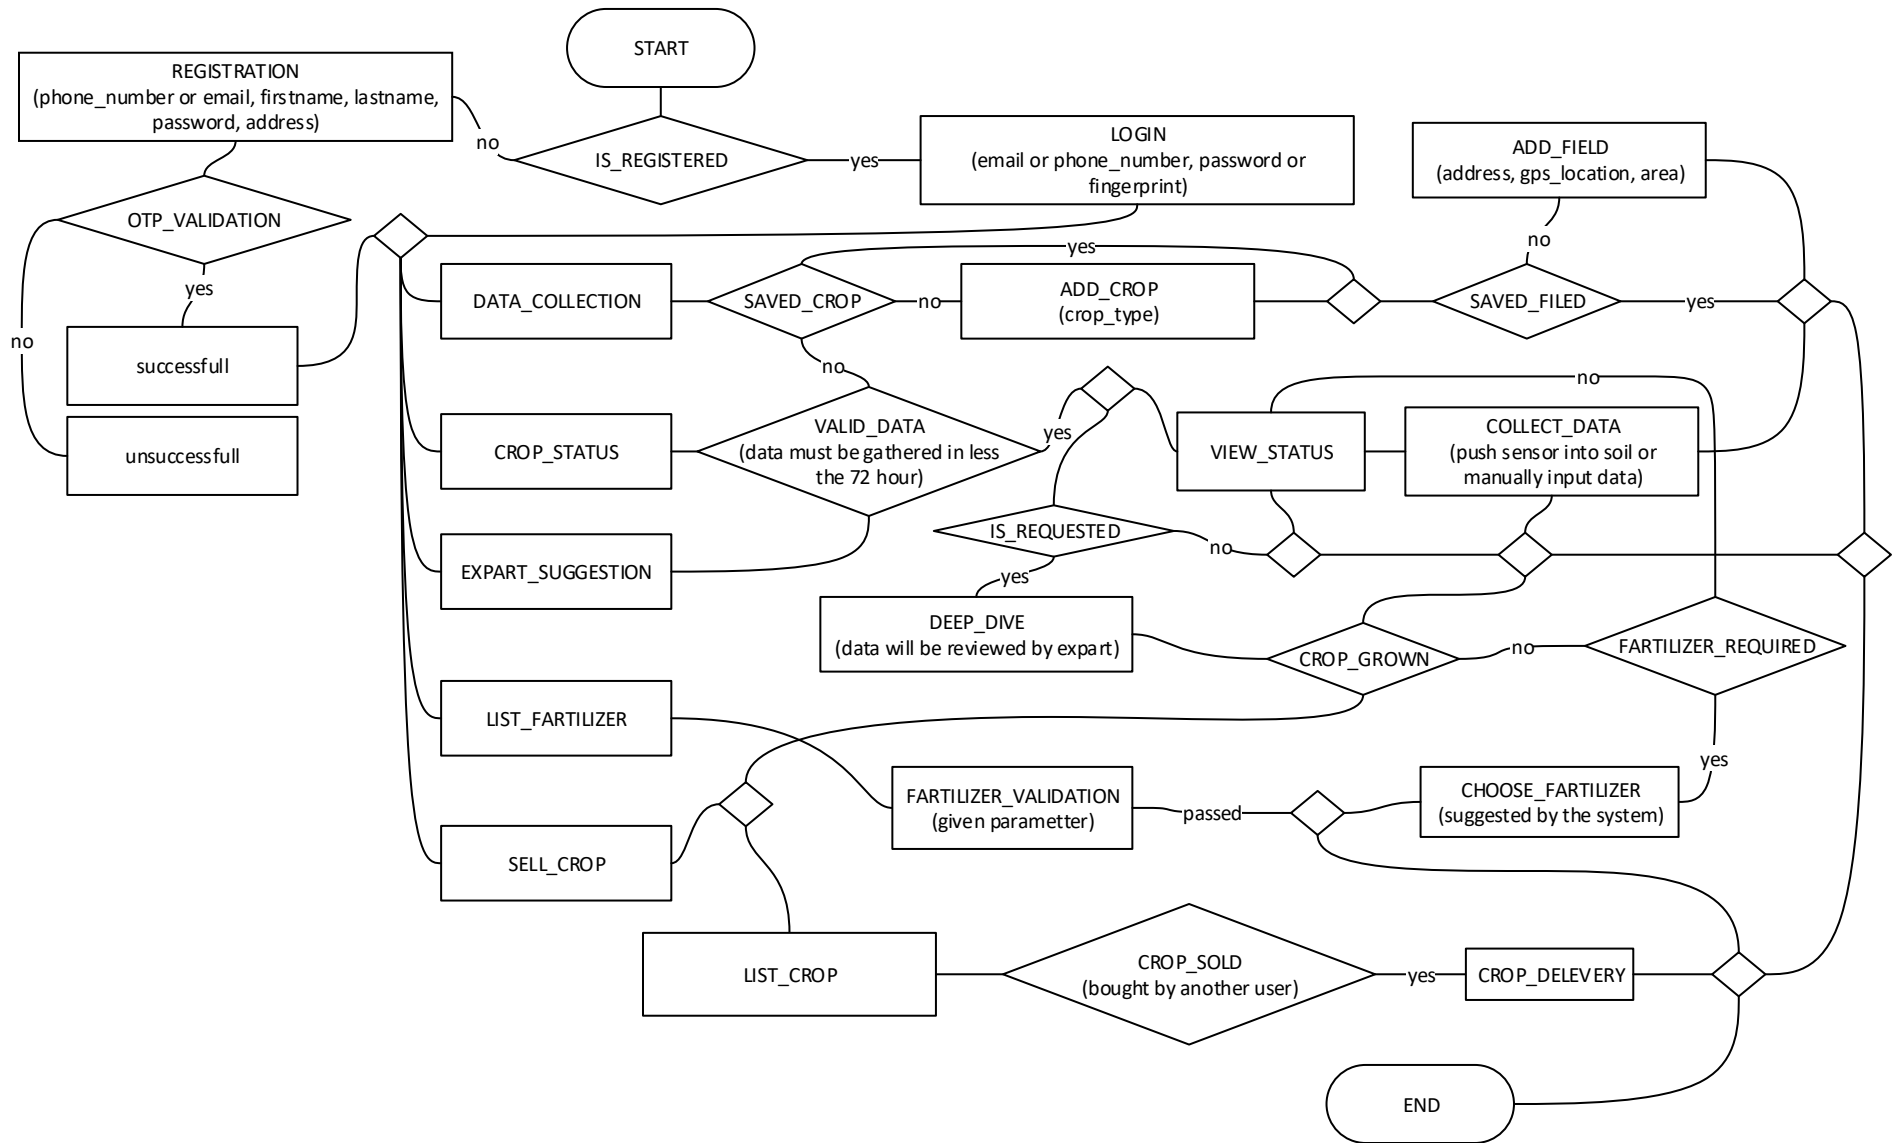 START
REGISTRATION
(phone_number or email, firstname, lastname,
password, address)
no
IS_REGISTERED
yes
LOGIN
(email or phone_number, password or
fingerprint)
ADD_FIELD
(address, gps_location, area)
OTP_VALIDATION
yes
no
successfull
unsuccessfull
no
yes
DATA_COLLECTION
SAVED_CROP
no
ADD_CROP
(crop_type)
SAVED_FILED
yes
no
no
CROP_STATUS
VALID_DATA
(data must be gathered in less
the 72 hour)
yes
VIEW_STATUS
COLLECT_DATA
(push sensor into soil or
manually input data)
IS_REQUESTED
no
yes
EXPART_SUGGESTION
DEEP_DIVE
(data will be reviewed by expart)
CROP_GROWN
no
FARTILIZER_REQUIRED
LIST_FARTILIZER
yes
FARTILIZER_VALIDATION
(given parametter)
passed
CHOOSE_FARTILIZER
(suggested by the system)
SELL_CROP
LIST_CROP
CROP_SOLD
(bought by another user)
yes
CROP_DELEVERY
END